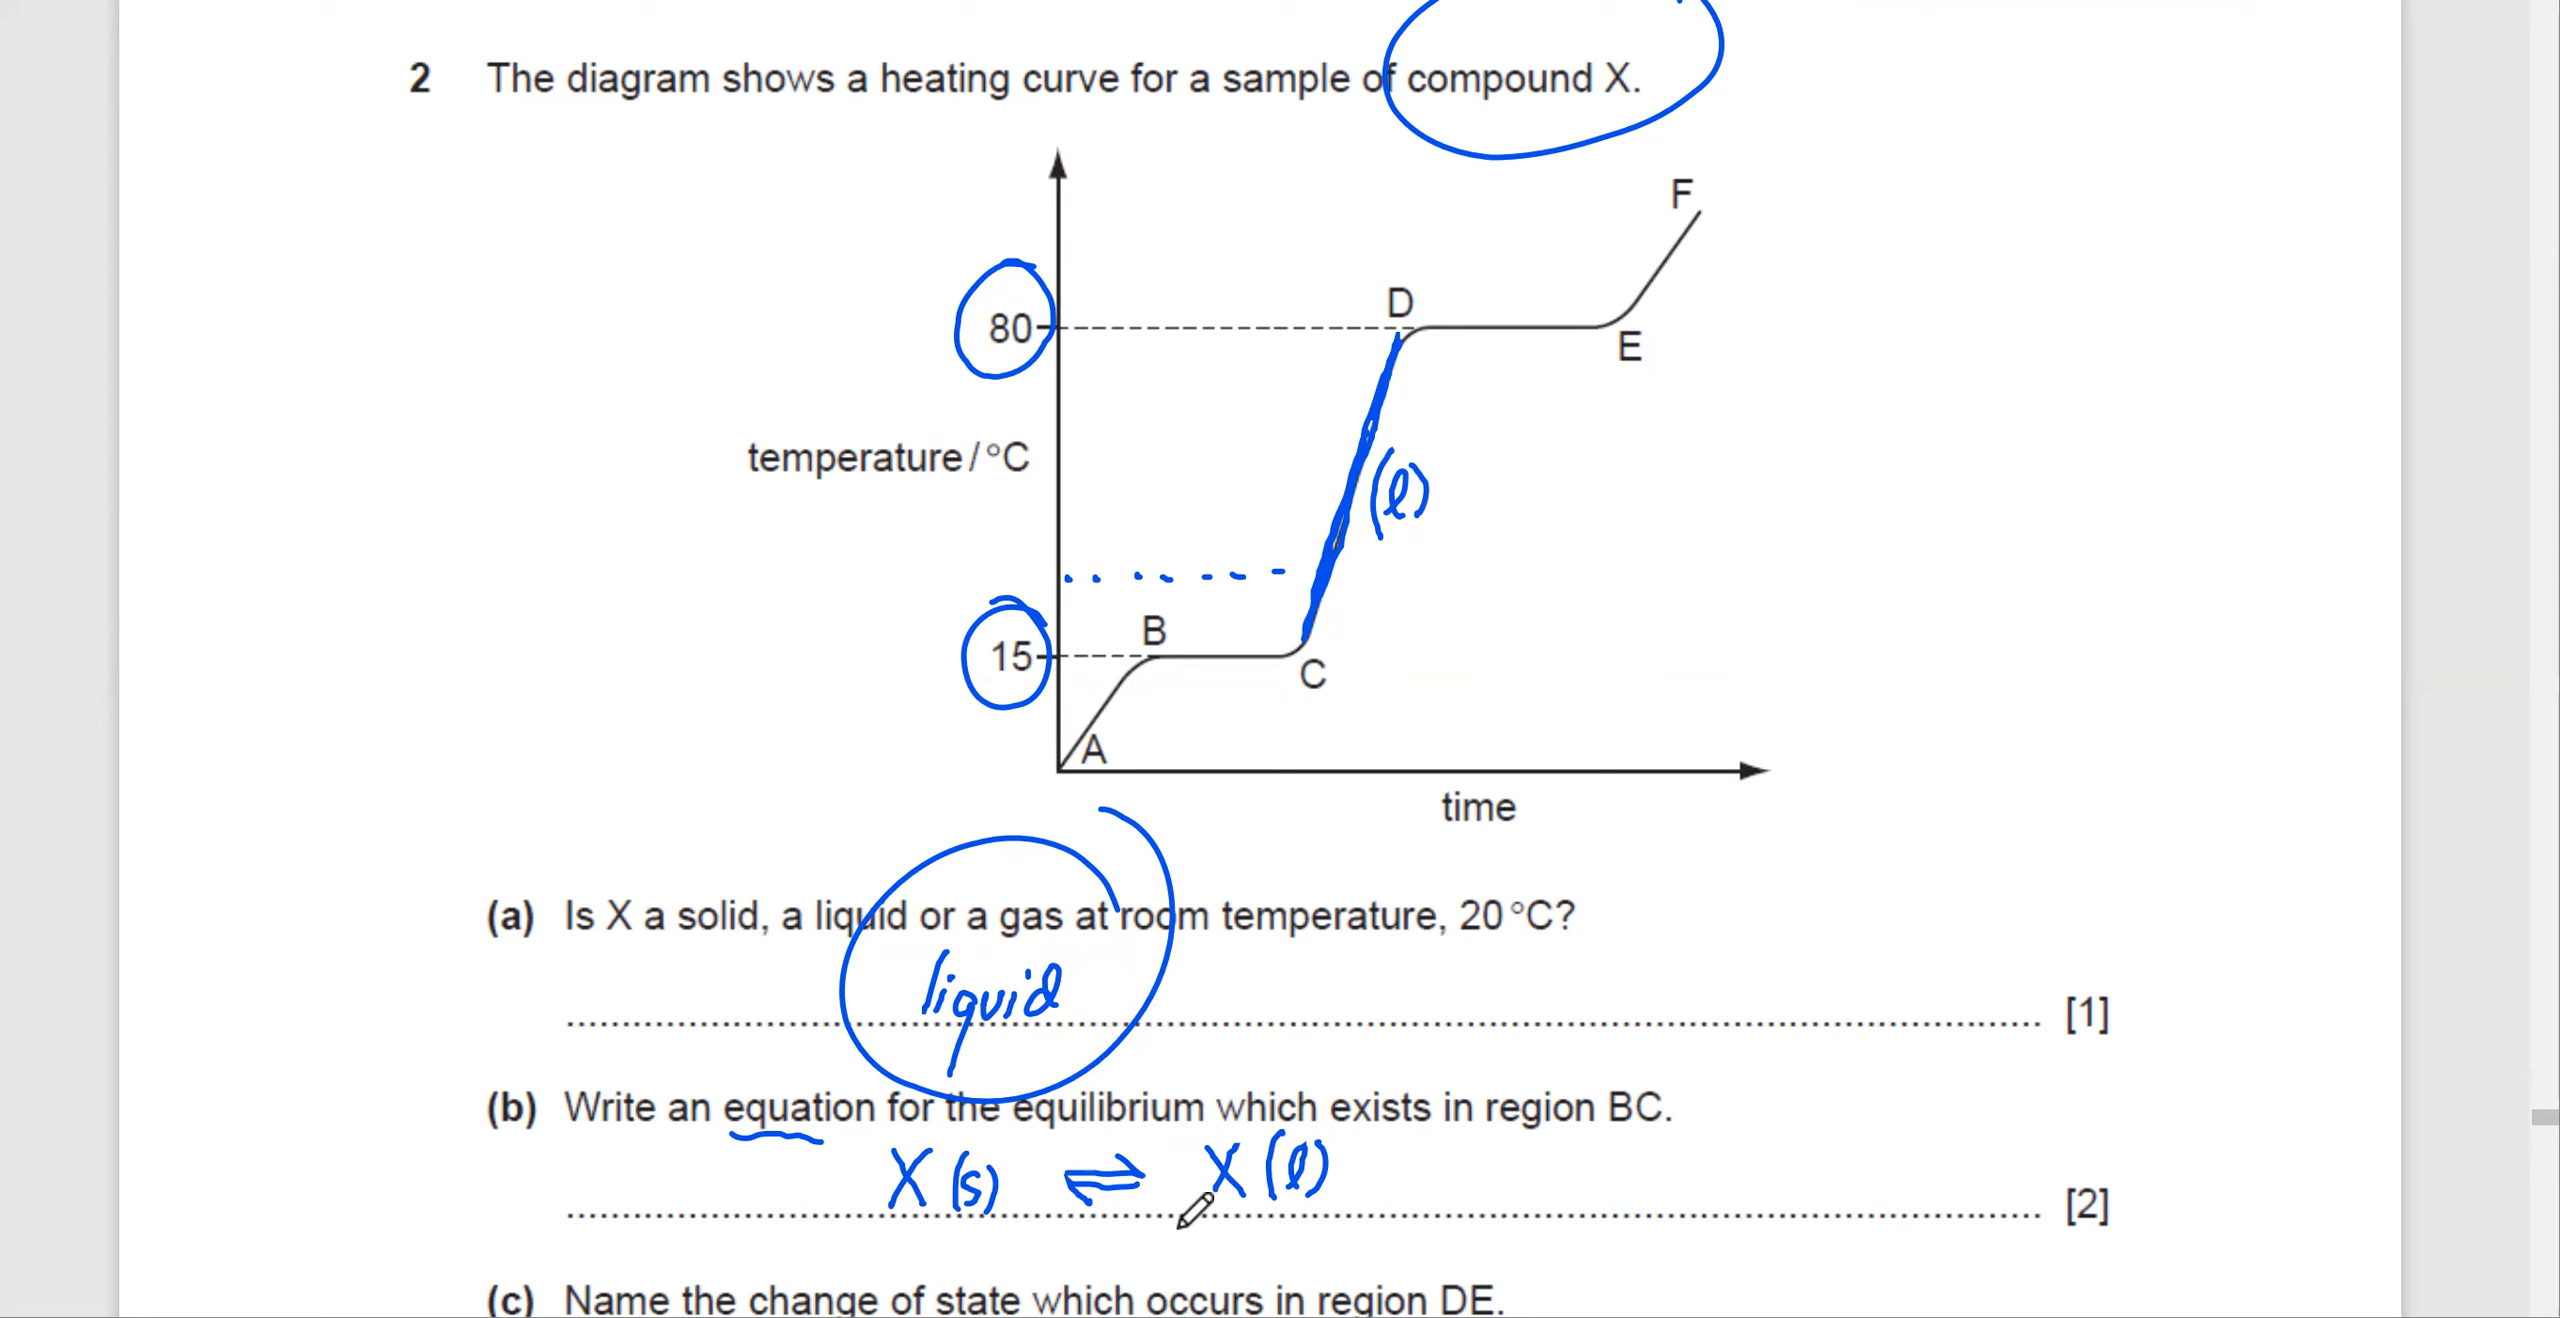 2 The diagram shows a heating curve for a sample of compound X.
F
D
80
E
temperature / °C
(l)
B
15
C
A
time
(a) Is X a solid, a liquid or a gas at room temperature, 20 °C?
liquid
.......... [1]
(b) Write an equation for the equilibrium which exists in region BC.
X (s) ⇌ X (l)
.......... [2]
(c) Name the change of state which occurs in region DE.